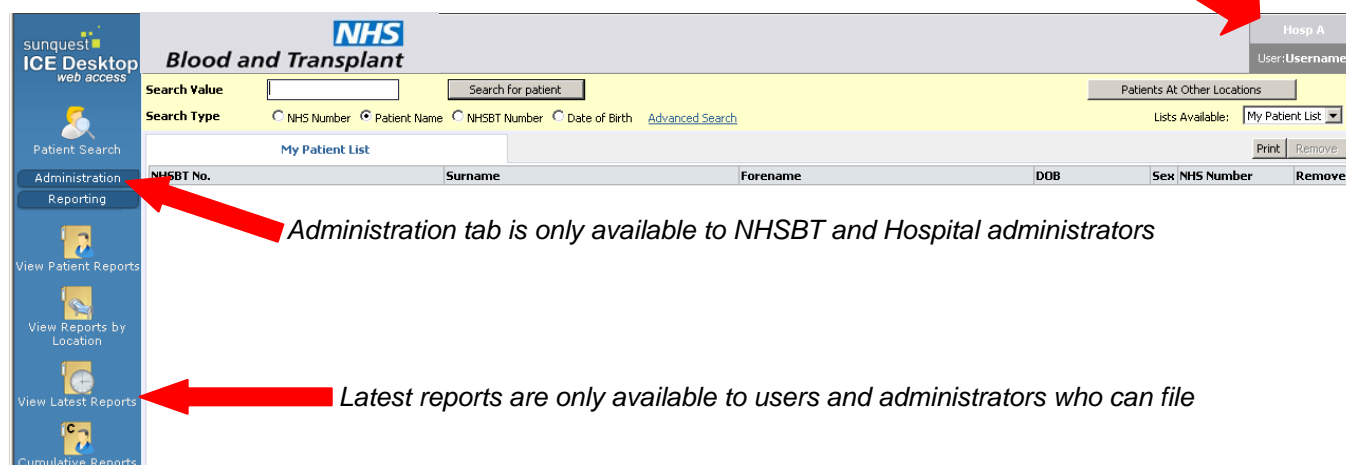 sunquest
ICE Desktop
web access
NHS
Blood and Transplant
Hosp A
User:Username
Search Value
Search for patient
Patients At Other Locations
Search Type
NHS Number
Patient Name
NHSBT Number
Date of Birth
Advanced Search
Lists Available:
My Patient List
Patient Search
My Patient List
Print
Remove
Administration
NHSBT No.
Surname
Forename
DOB
Sex
NHS Number
Remove
Reporting
Administration tab is only available to NHSBT and Hospital administrators
View Patient Reports
View Reports by
Location
Latest reports are only available to users and administrators who can file
View Latest Reports
C
Cumulative Reports